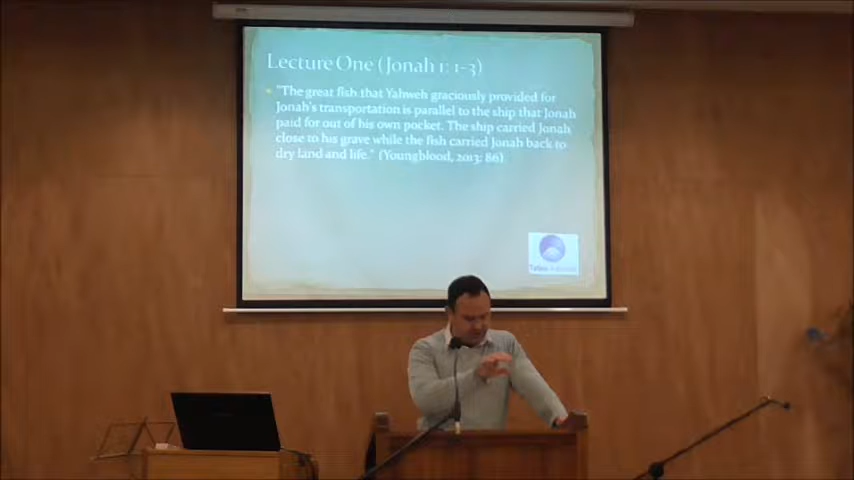 Lecture One (Jonah 1: 1-3)
"The great fish that Yahweh graciously provided for
Jonah's transportation is parallel to the ship that Jonah
paid for out of his own pocket. The ship carried Jonah
close to his grave while the fish carried Jonah back to
dry land and life." (Youngblood, 2013: 86)